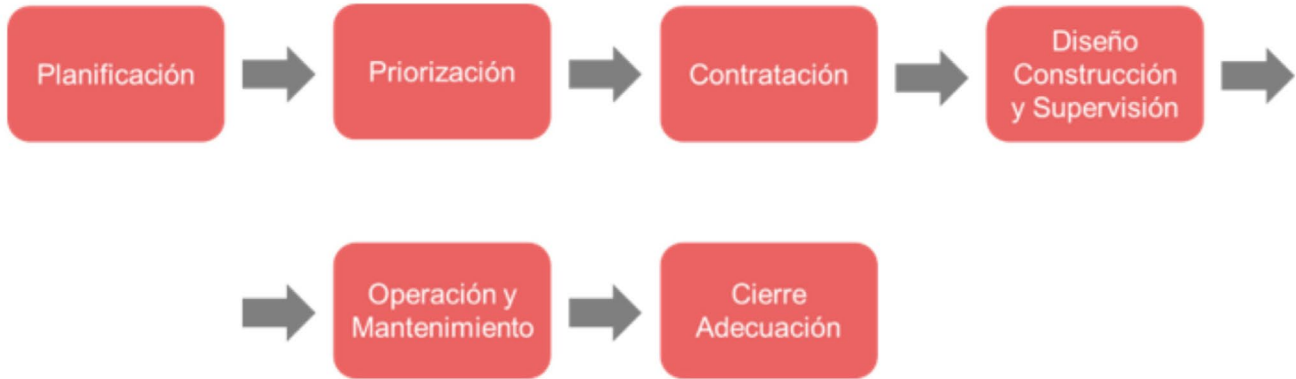 Planificación
Priorización
Contratación
Diseño
Construcción
y Supervisión
Operación y
Mantenimiento
Cierre
Adecuación